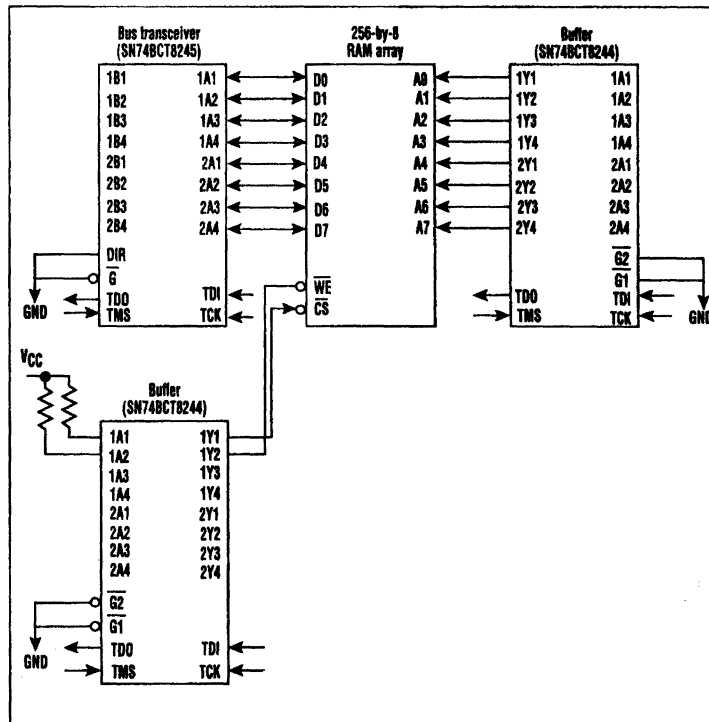 Bus transceiver
(SN74BCT8245)
1B1 1A1
1B2 1A2
1B3 1A3
1B4 1A4
2B1 2A1
2B2 2A2
2B3 2A3
2B4 2A4
DIR
G
TDO TDI
TMS TCK
GND
256-by-8
RAM array
D0 A0
D1 A1
D2 A2
D3 A3
D4 A4
D5 A5
D6 A6
D7 A7
WE
CS
Buffer
(SN74BCT8244)
1Y1 1A1
1Y2 1A2
1Y3 1A3
1Y4 1A4
2Y1 2A1
2Y2 2A2
2Y3 2A3
2Y4 2A4
G2
G1
TDO TDI
TMS TCK
GND
VCC
Buffer
(SN74BCT8244)
1A1 1Y1
1A2 1Y2
1A3 1Y3
1A4 1Y4
2A1 2Y1
2A2 2Y2
2A3 2Y3
2A4 2Y4
G2
G1
TDO TDI
TMS TCK
GND